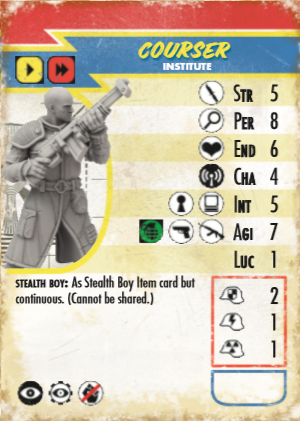 COURSER
INSTITUTE
STR 5
PER 8
END 6
CHA 4
INT 5
AGI 7
LUC 1
STEALTH BOY: As Stealth Boy Item card but
continuous. (Cannot be shared.)
2
1
1